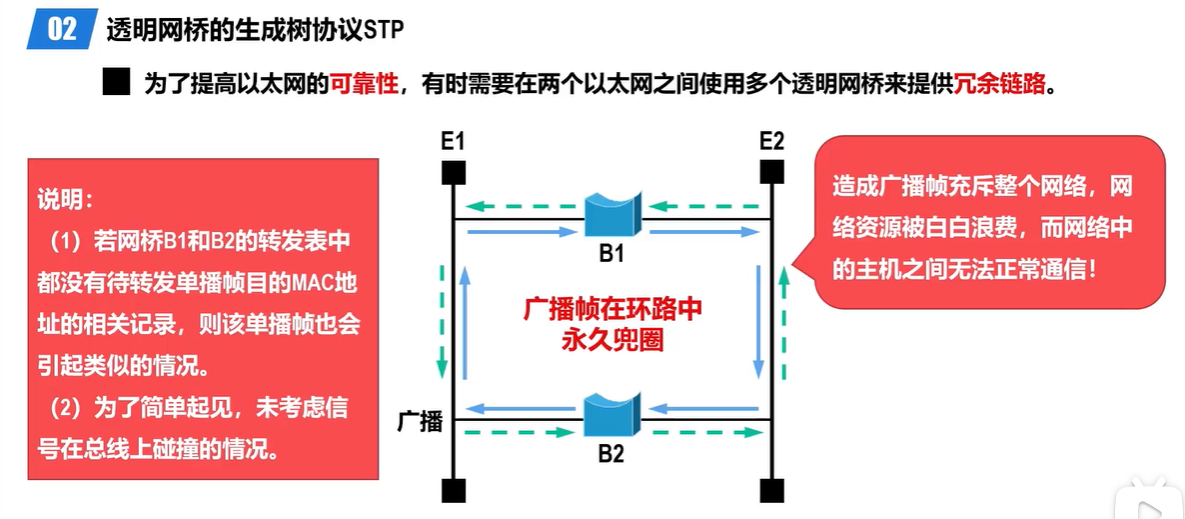 02 透明网桥的生成树协议STP
为了提高以太网的可靠性，有时需要在两个以太网之间使用多个透明网桥来提供冗余链路。
E1
E2
说明：
（1）若网桥B1和B2的转发表中
都没有待转发单播帧目的MAC地
址的相关记录，则该单播帧也会
引起类似的情况。
（2）为了简单起见，未考虑信
号在总线上碰撞的情况。
B1
广播帧在环路中
永久兜圈
广播
B2
造成广播帧充斥整个网络，网
络资源被白白浪费，而网络中
的主机之间无法正常通信！